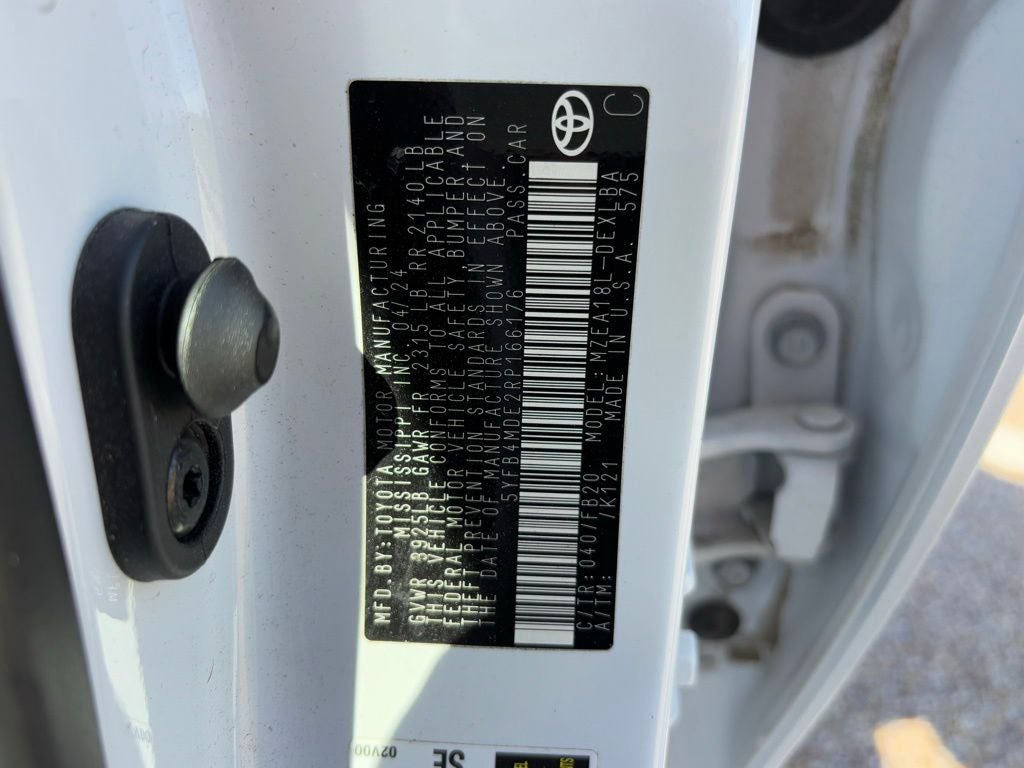 MFD.BY:TOYOTA MOTOR MANUFACTURING
MISSISSIPPI INC. 04/24
GVWR 3925LB GAWR FR 2315LB RR 2140LB
THIS VEHICLE CONFORMS TO ALL APPLICABLE
FEDERAL MOTOR VEHICLE SAFETY, BUMPER AND
THEFT PREVENTION STANDARDS IN EFFECT ON
THE DATE OF MANUFACTURE SHOWN ABOVE.
5YFB4MDE2RP166176 PASS. CAR
C/TR:040/FB20 MODEL:MZEA18L-DEXLBA
A/TM: /K121 MADE IN U.S.A. 575
C
02V00
SE